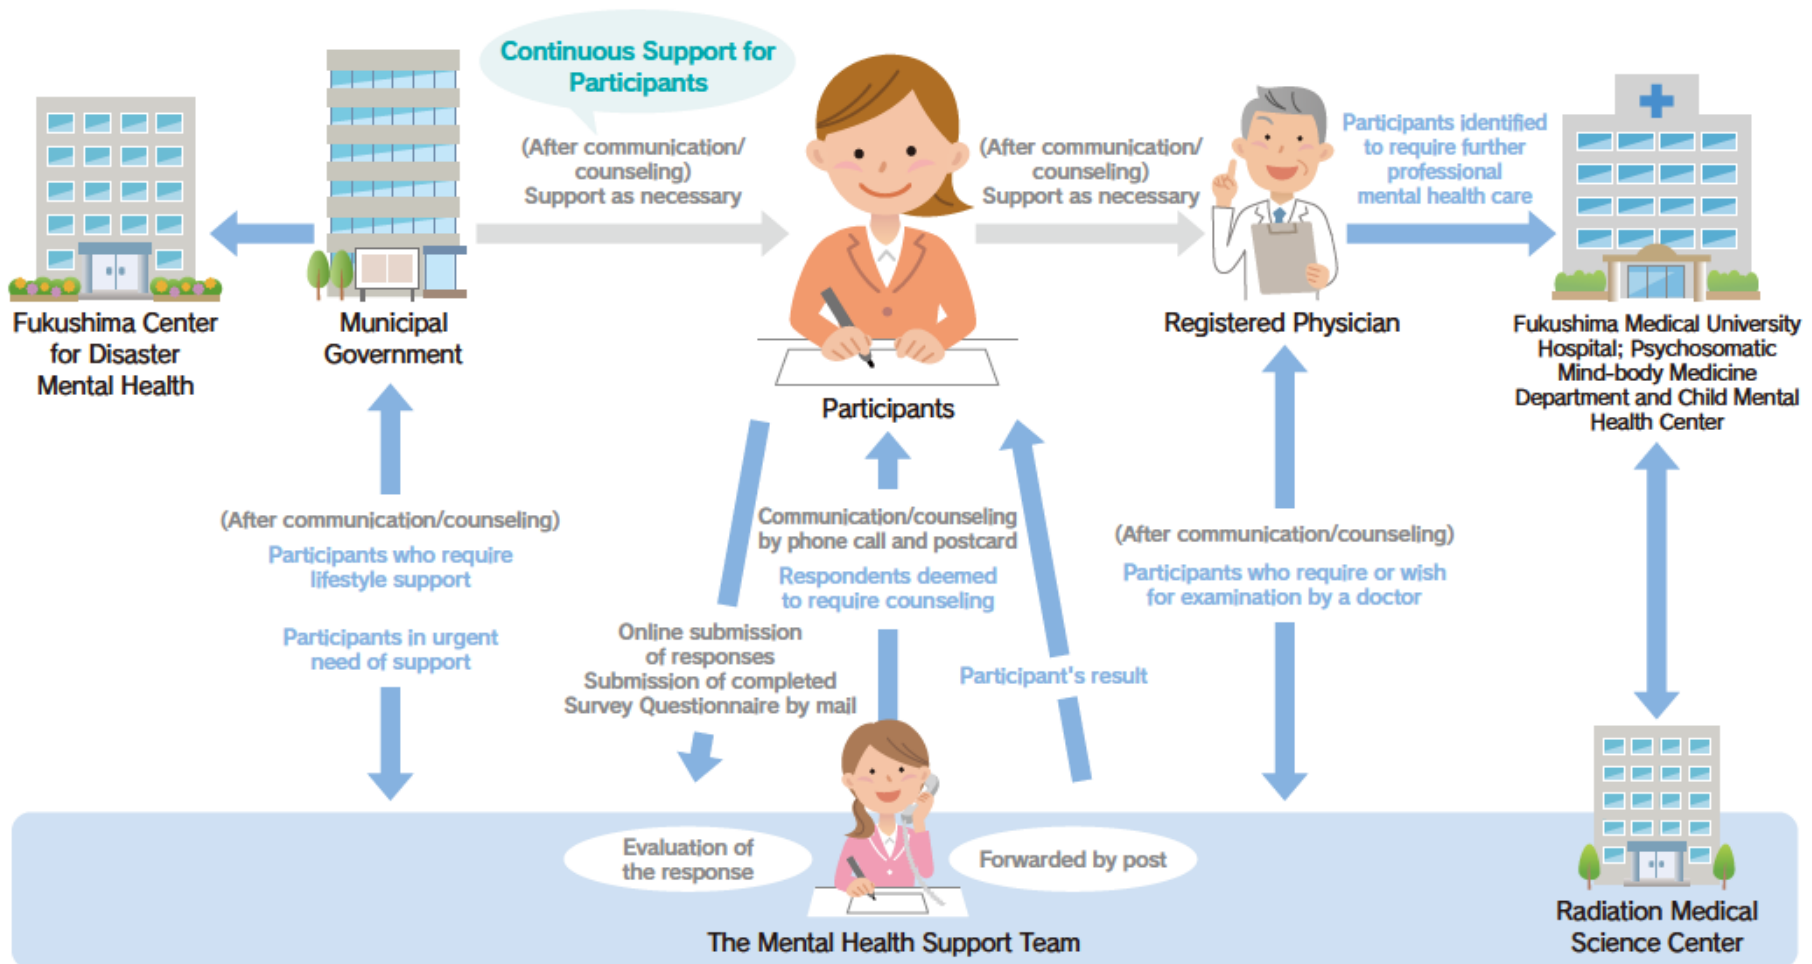 Continuous Support for
Participants
(After communication/
counseling)
Support as necessary
(After communication/
counseling)
Support as necessary
Participants identified
to require further
professional
mental health care
Fukushima Center
for Disaster
Mental Health
Municipal
Government
Participants
Registered Physician
Fukushima Medical University
Hospital; Psychosomatic
Mind-body Medicine
Department and Child Mental
Health Center
(After communication/counseling)
Participants who require
lifestyle support
Participants in urgent
need of support
Online submission
of responses
Submission of completed
Survey Questionnaire by mail
Communication/counseling
by phone call and postcard
Respondents deemed
to require counseling
Participant's result
(After communication/counseling)
Participants who require or wish
for examination by a doctor
Evaluation of
the response
Forwarded by post
The Mental Health Support Team
Radiation Medical
Science Center